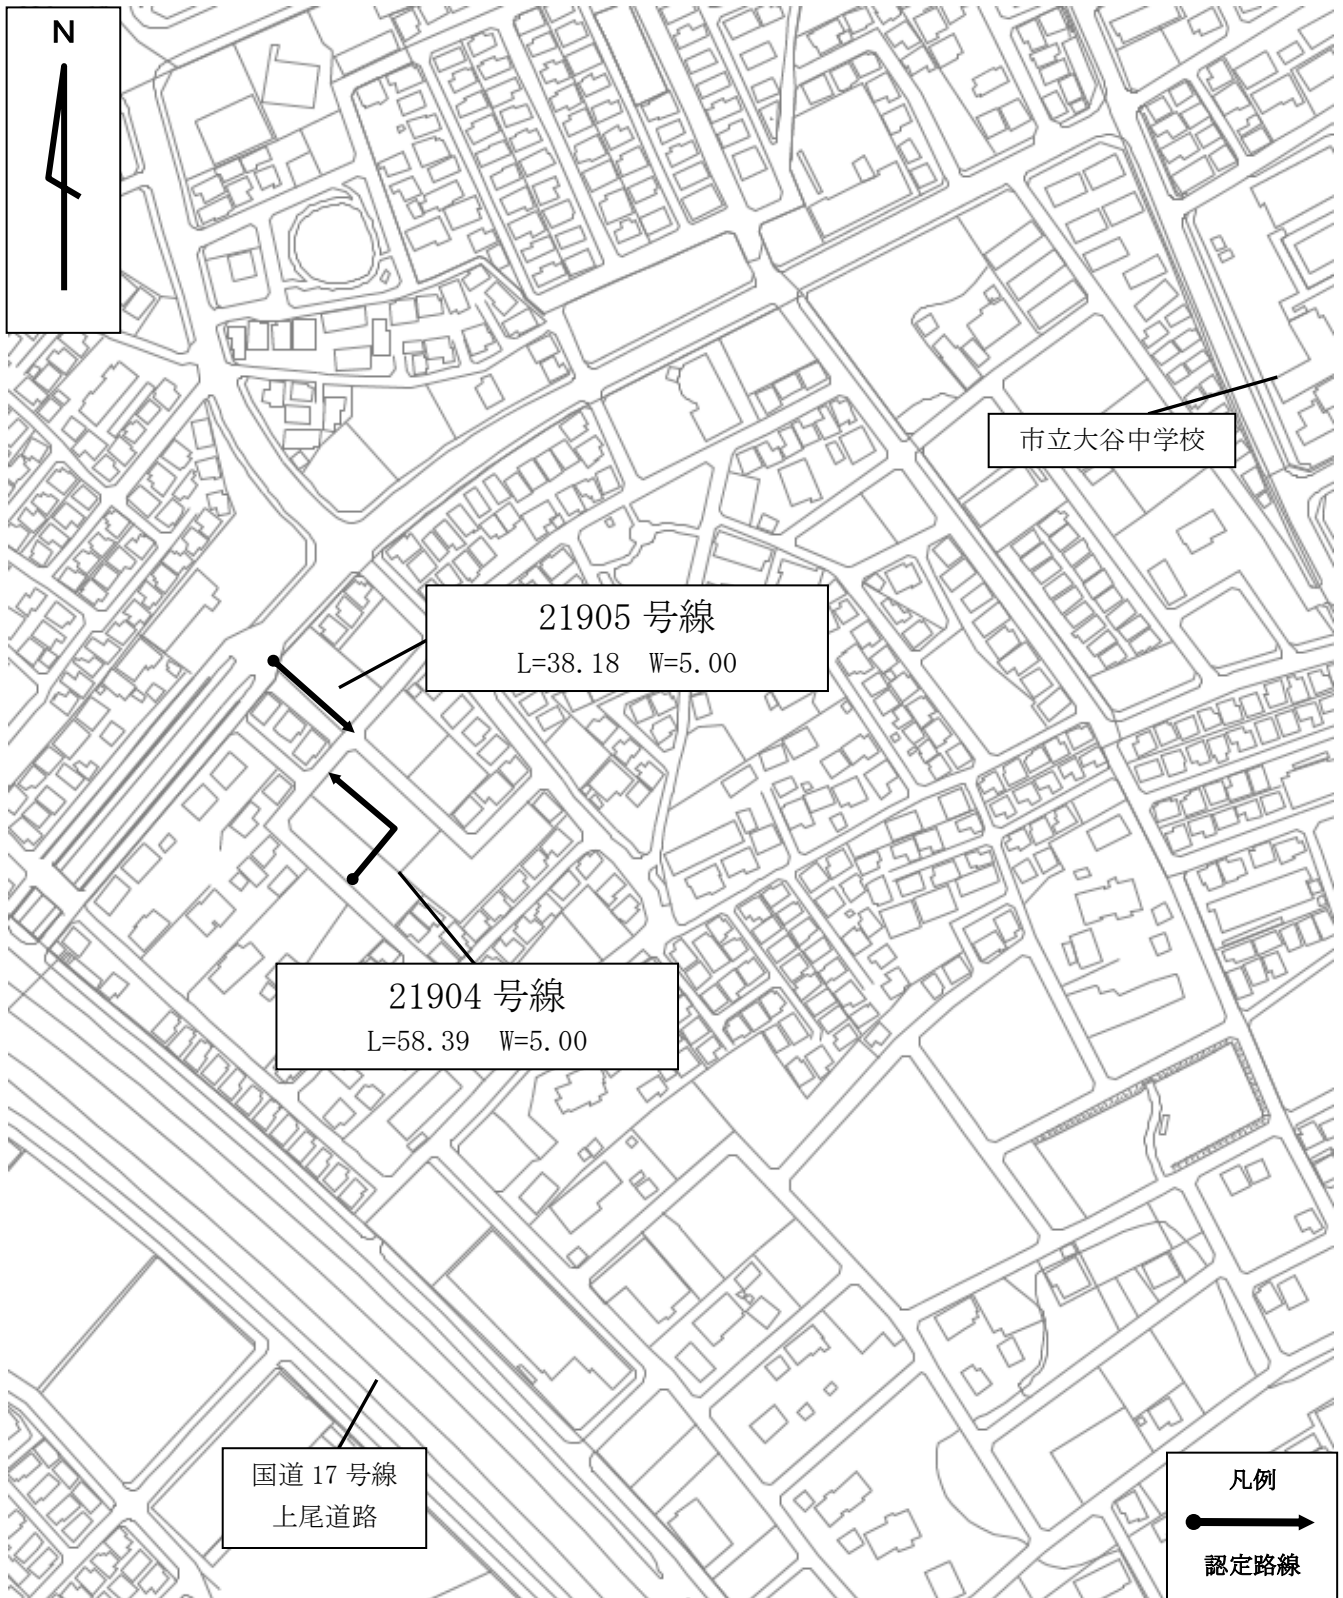 N
市立大谷中学校
21905 号線
L=38.18　W=5.00
21904 号線
L=58.39　W=5.00
国道 17 号線
上尾道路
凡例
認定路線